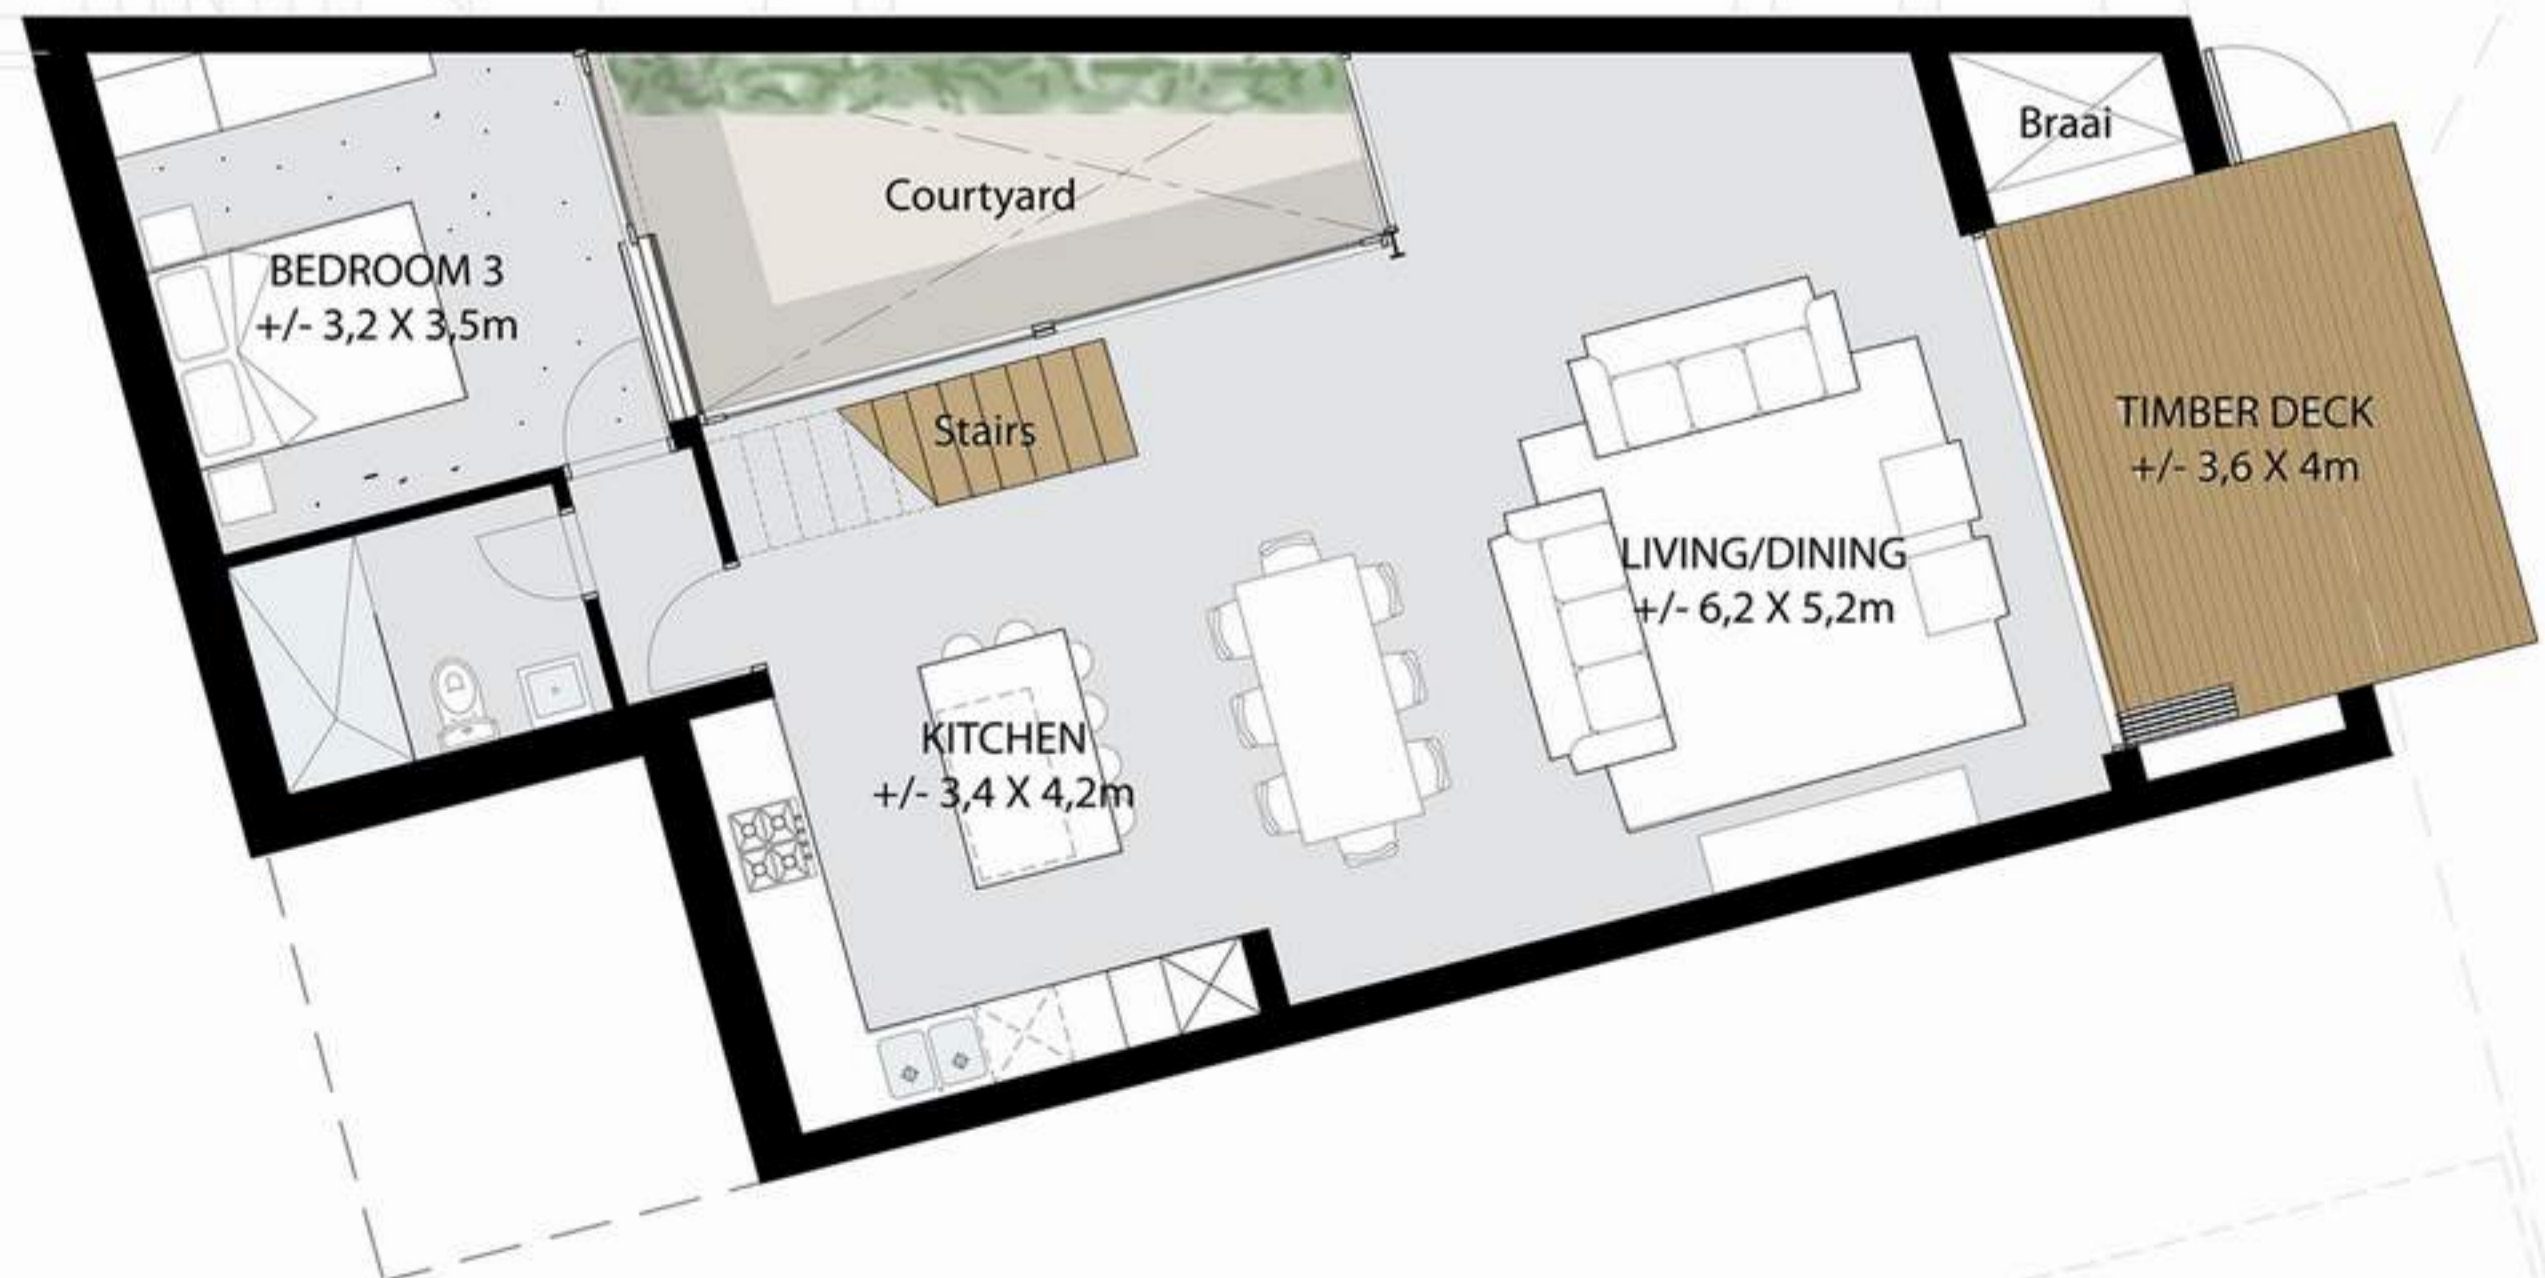 Braai
Courtyard
BEDROOM 3
+/- 3,2 X 3,5m
Stairs
TIMBER DECK
+/- 3,6 X 4m
LIVING/DINING
+/- 6,2 X 5,2m
KITCHEN
+/- 3,4 X 4,2m